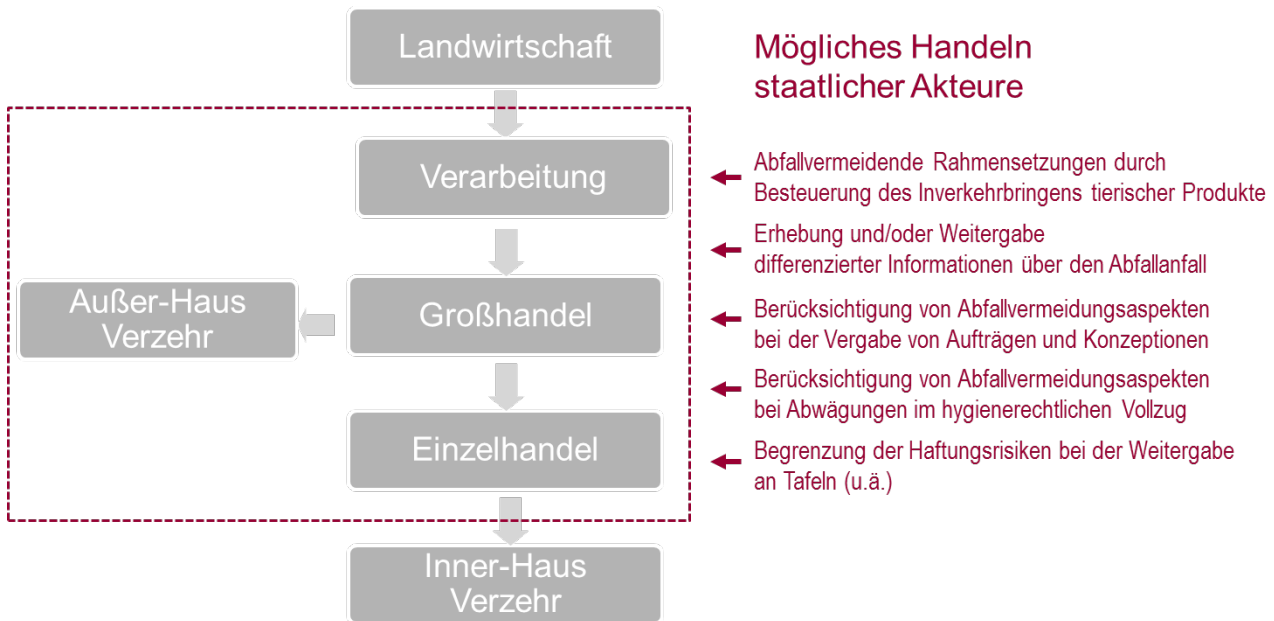 Landwirtschaft
Verarbeitung
Großhandel
Außer-Haus
Verzehr
Einzelhandel
Inner-Haus
Verzehr
Mögliches Handeln
staatlicher Akteure
Abfallvermeidende Rahmensetzungen durch
Besteuerung des Inverkehrbringens tierischer Produkte
Erhebung und/oder Weitergabe
differenzierter Informationen über den Abfallanfall
Berücksichtigung von Abfallvermeidungsaspekten
bei der Vergabe von Aufträgen und Konzeptionen
Berücksichtigung von Abfallvermeidungsaspekten
bei Abwägungen im hygienerechtlichen Vollzug
Begrenzung der Haftungsrisiken bei der Weitergabe
an Tafeln (u.ä.)